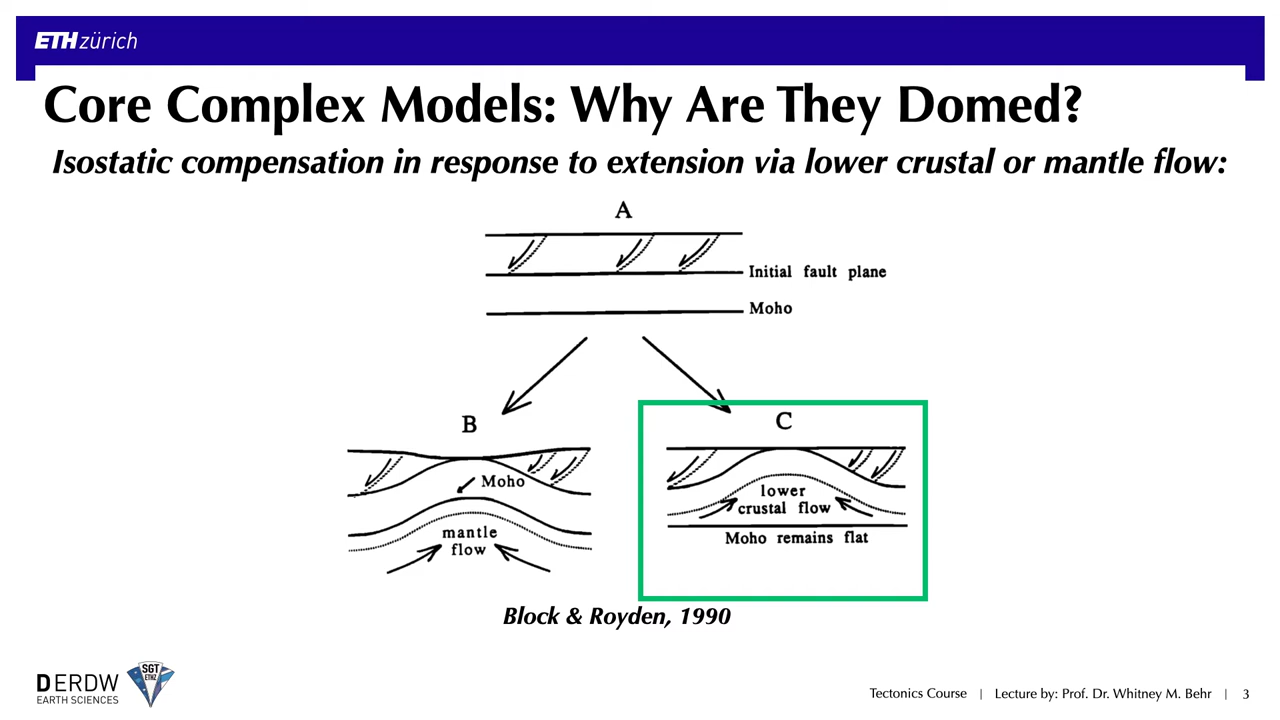 ETH zürich
Core Complex Models: Why Are They Domed?
Isostatic compensation in response to extension via lower crustal or mantle flow:
A
Initial fault plane
Moho
B
Moho
mantle
flow
C
lower
crustal flow
Moho remains flat
Block & Royden, 1990
DERDW
EARTH SCIENCES
SGT
ETHZ
Tectonics Course | Lecture by: Prof. Dr. Whitney M. Behr | 3